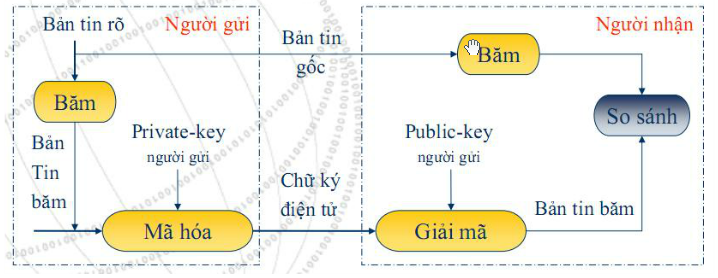 Bản tin rõ
Người gửi
Người nhận
Bản tin
gốc
Băm
Băm
So sánh
Bản
Tin
băm
Private-key
người gửi
Public-key
người gửi
Chữ ký
điện tử
Mã hóa
Giải mã
Bản tin băm